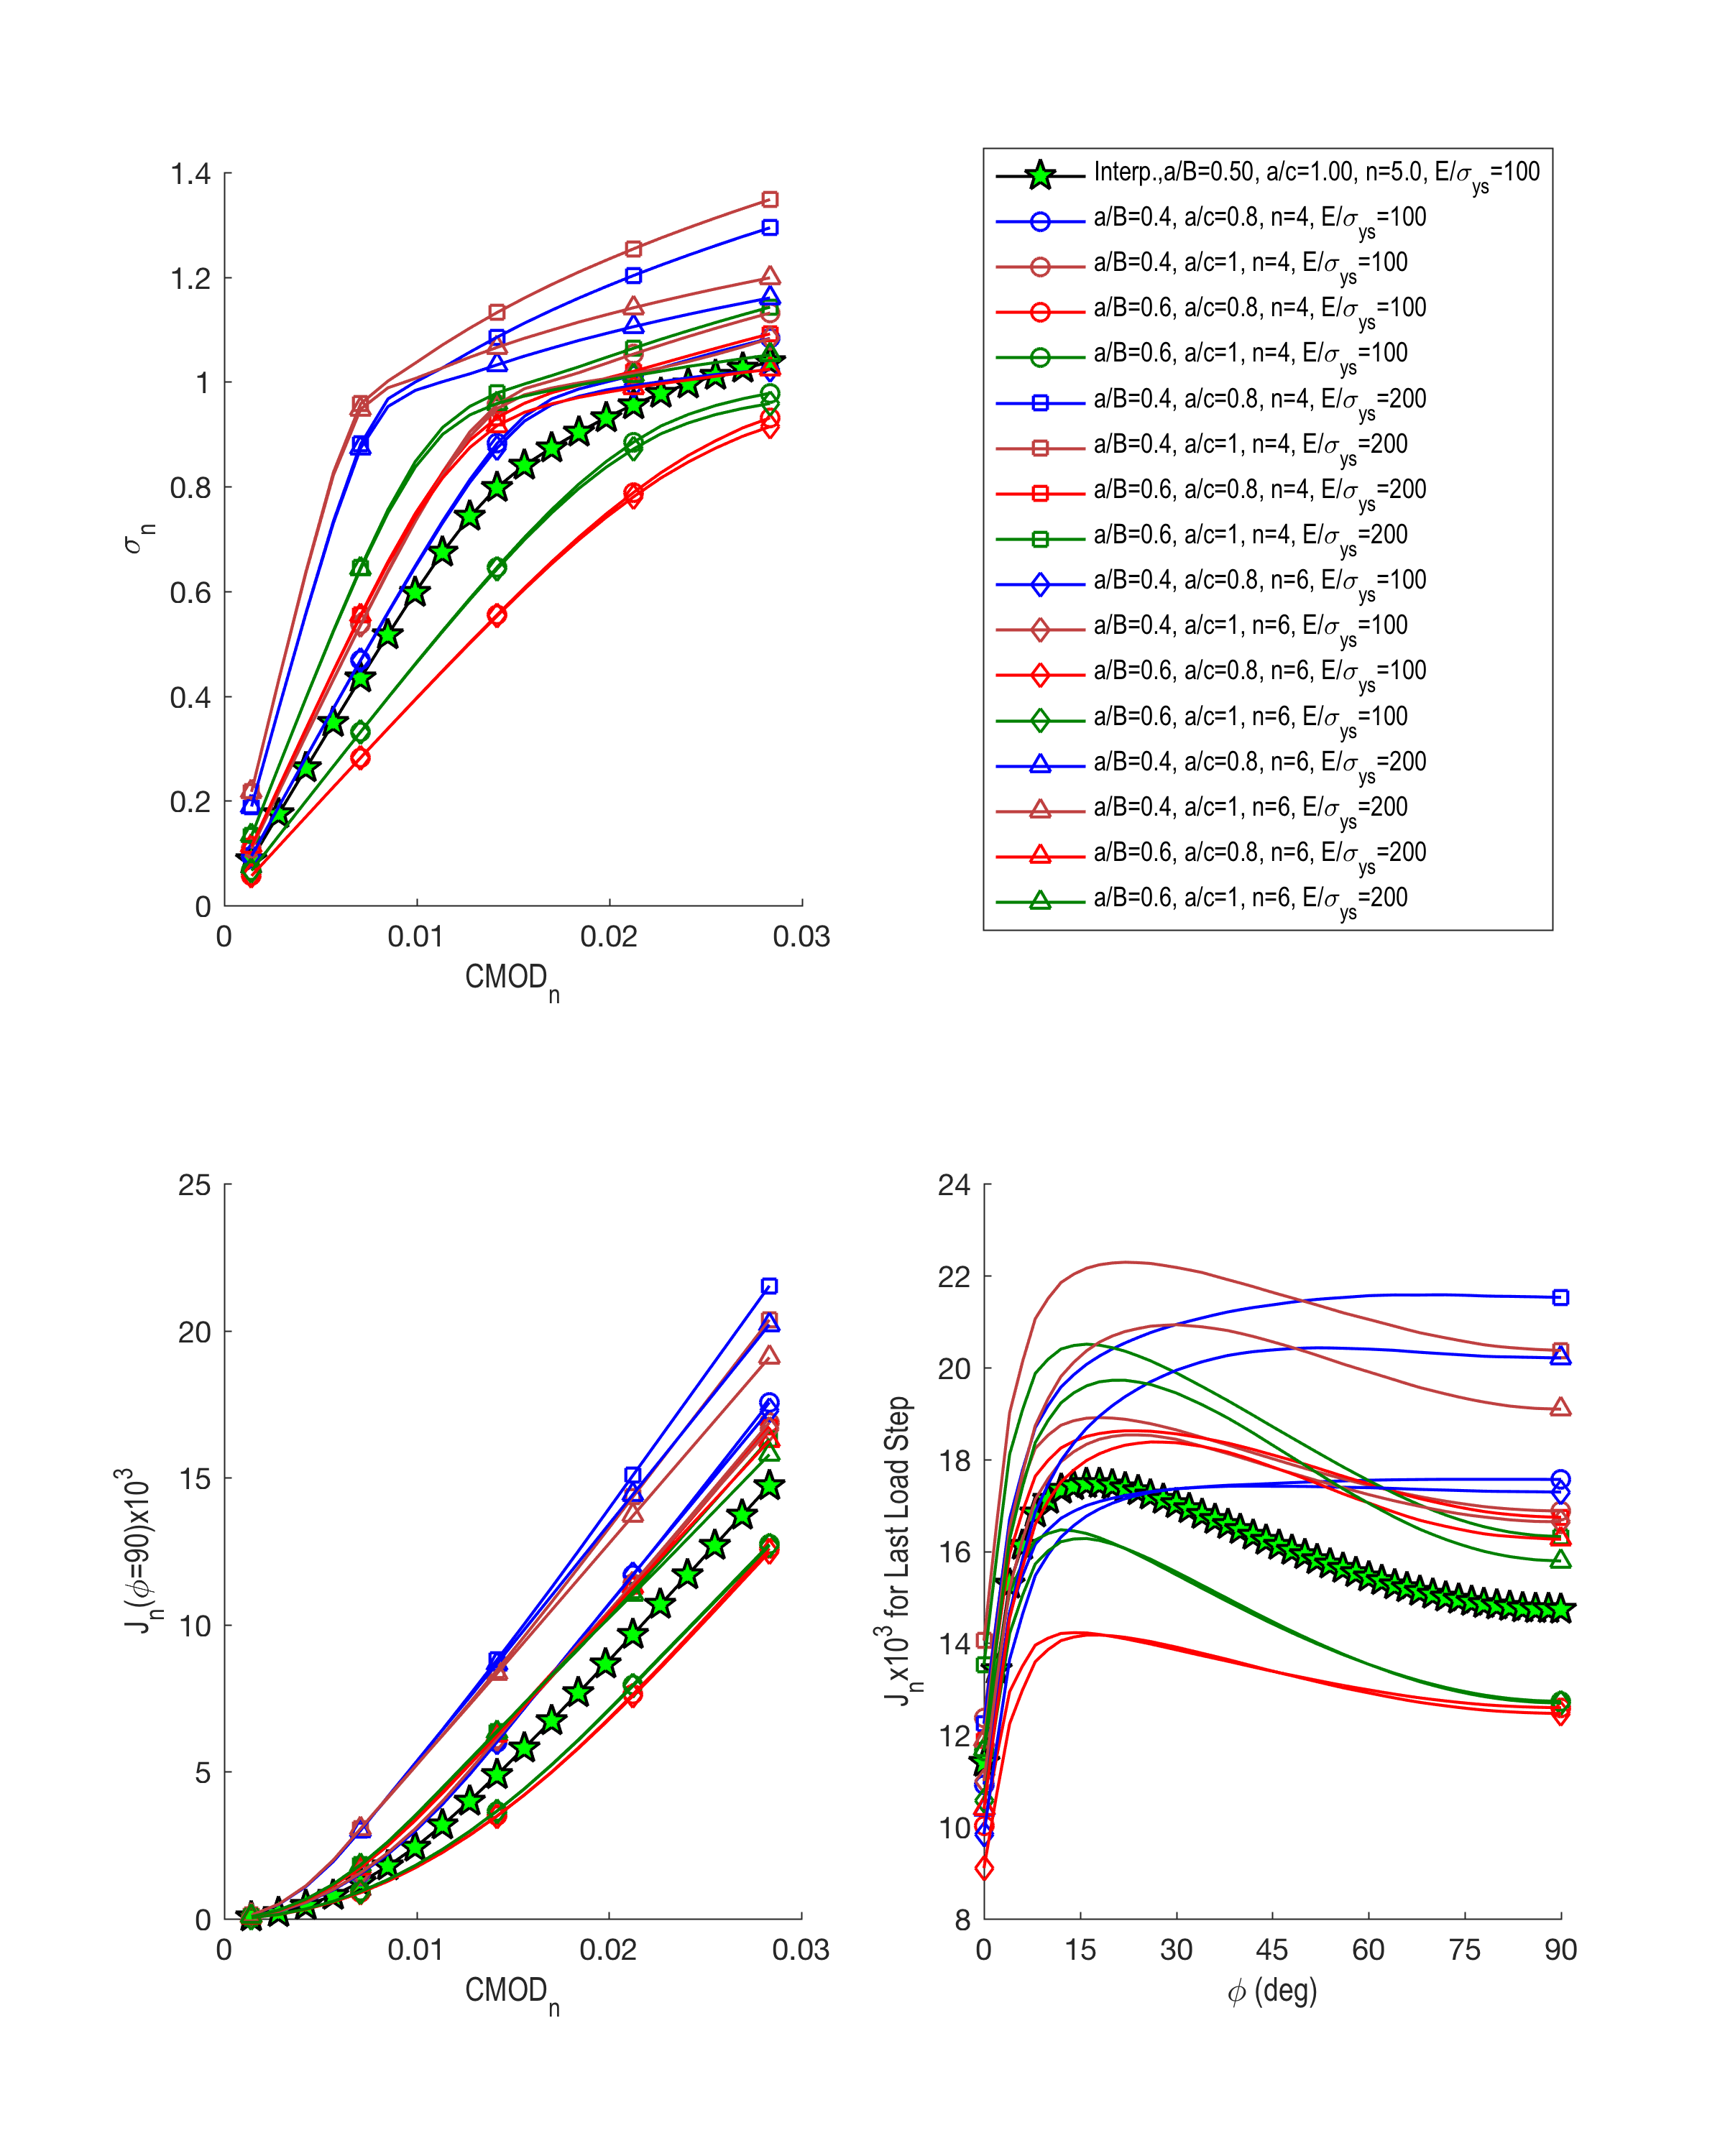 1.4
1.2
1
0.8
0.6
0.4
0.2
0
0 0.01 0.02 0.03
σn
CMODn
Interp.,a/B=0.50, a/c=1.00, n=5.0, E/σys=100
a/B=0.4, a/c=0.8, n=4, E/σys=100
a/B=0.4, a/c=1, n=4, E/σys=100
a/B=0.6, a/c=0.8, n=4, E/σys=100
a/B=0.6, a/c=1, n=4, E/σys=100
a/B=0.4, a/c=0.8, n=4, E/σys=200
a/B=0.4, a/c=1, n=4, E/σys=200
a/B=0.6, a/c=0.8, n=4, E/σys=200
a/B=0.6, a/c=1, n=4, E/σys=200
a/B=0.4, a/c=0.8, n=6, E/σys=100
a/B=0.4, a/c=1, n=6, E/σys=100
a/B=0.6, a/c=0.8, n=6, E/σys=100
a/B=0.6, a/c=1, n=6, E/σys=100
a/B=0.4, a/c=0.8, n=6, E/σys=200
a/B=0.4, a/c=1, n=6, E/σys=200
a/B=0.6, a/c=0.8, n=6, E/σys=200
a/B=0.6, a/c=1, n=6, E/σys=200
25
20
15
10
5
0
0 0.01 0.02 0.03
Jn(ϕ=90)x10³
CMODn
24
22
20
18
16
14
12
10
8
0 15 30 45 60 75 90
Jnx10³ for Last Load Step
ϕ (deg)